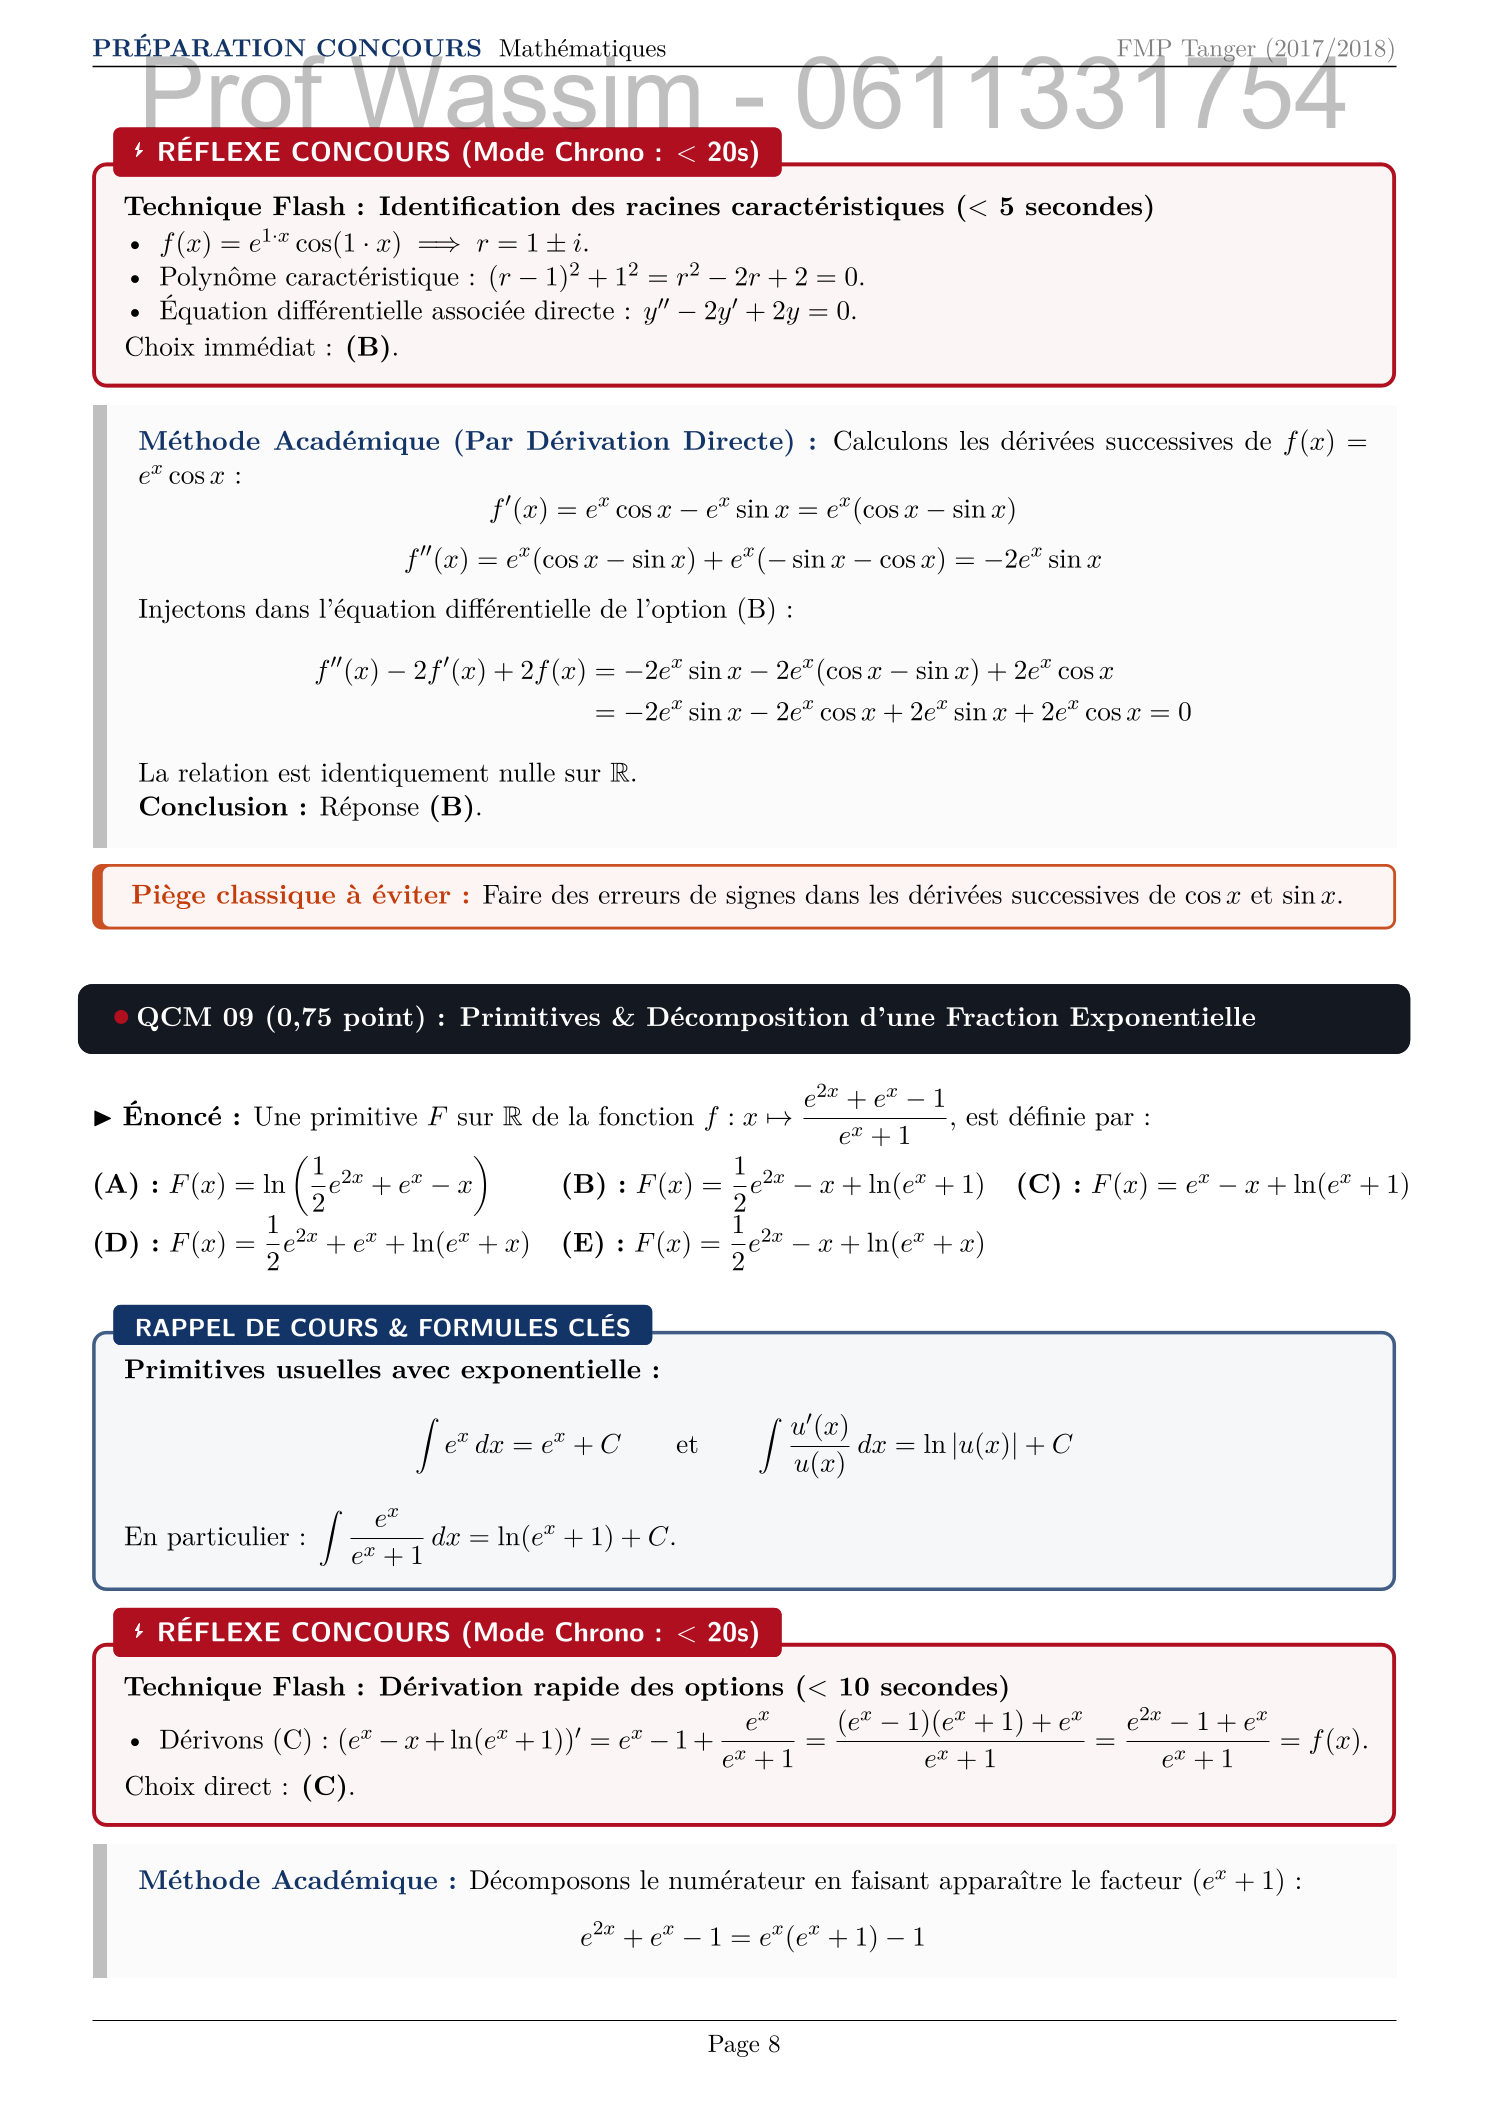 PRÉPARATION CONCOURS Mathématiques FMP Tanger (2017/2018)
Prof Wassim - 0611331754
RÉFLEXE CONCOURS (Mode Chrono : < 20s)
Technique Flash : Identification des racines caractéristiques (< 5 secondes)
• f(x) = e^{1·x} cos(1 · x) ⟹ r = 1 ± i.
• Polynôme caractéristique : (r − 1)² + 1² = r² − 2r + 2 = 0.
• Équation différentielle associée directe : y″ − 2y′ + 2y = 0.
Choix immédiat : (B).
Méthode Académique (Par Dérivation Directe) : Calculons les dérivées successives de f(x) =
e^x cos x :
f′(x) = e^x cos x − e^x sin x = e^x(cos x − sin x)
f″(x) = e^x(cos x − sin x) + e^x(− sin x − cos x) = −2e^x sin x
Injectons dans l'équation différentielle de l'option (B) :
f″(x) − 2f′(x) + 2f(x) = −2e^x sin x − 2e^x(cos x − sin x) + 2e^x cos x
= −2e^x sin x − 2e^x cos x + 2e^x sin x + 2e^x cos x = 0
La relation est identiquement nulle sur ℝ.
Conclusion : Réponse (B).
Piège classique à éviter : Faire des erreurs de signes dans les dérivées successives de cos x et sin x.
• QCM 09 (0,75 point) : Primitives & Décomposition d'une Fraction Exponentielle
▶ Énoncé : Une primitive F sur ℝ de la fonction f : x ↦ (e^{2x} + e^x − 1)/(e^x + 1), est définie par :
(A) : F(x) = ln(1/2 e^{2x} + e^x − x) (B) : F(x) = 1/2 e^{2x} − x + ln(e^x + 1) (C) : F(x) = e^x − x + ln(e^x + 1)
(D) : F(x) = 1/2 e^{2x} + e^x + ln(e^x + x) (E) : F(x) = 1/2 e^{2x} − x + ln(e^x + x)
RAPPEL DE COURS & FORMULES CLÉS
Primitives usuelles avec exponentielle :
∫ e^x dx = e^x + C et ∫ u′(x)/u(x) dx = ln |u(x)| + C
En particulier : ∫ e^x/(e^x + 1) dx = ln(e^x + 1) + C.
RÉFLEXE CONCOURS (Mode Chrono : < 20s)
Technique Flash : Dérivation rapide des options (< 10 secondes)
• Dérivons (C) : (e^x − x + ln(e^x + 1))′ = e^x − 1 + e^x/(e^x + 1) = ((e^x − 1)(e^x + 1) + e^x)/(e^x + 1) = (e^{2x} − 1 + e^x)/(e^x + 1) = f(x).
Choix direct : (C).
Méthode Académique : Décomposons le numérateur en faisant apparaître le facteur (e^x + 1) :
e^{2x} + e^x − 1 = e^x(e^x + 1) − 1
Page 8